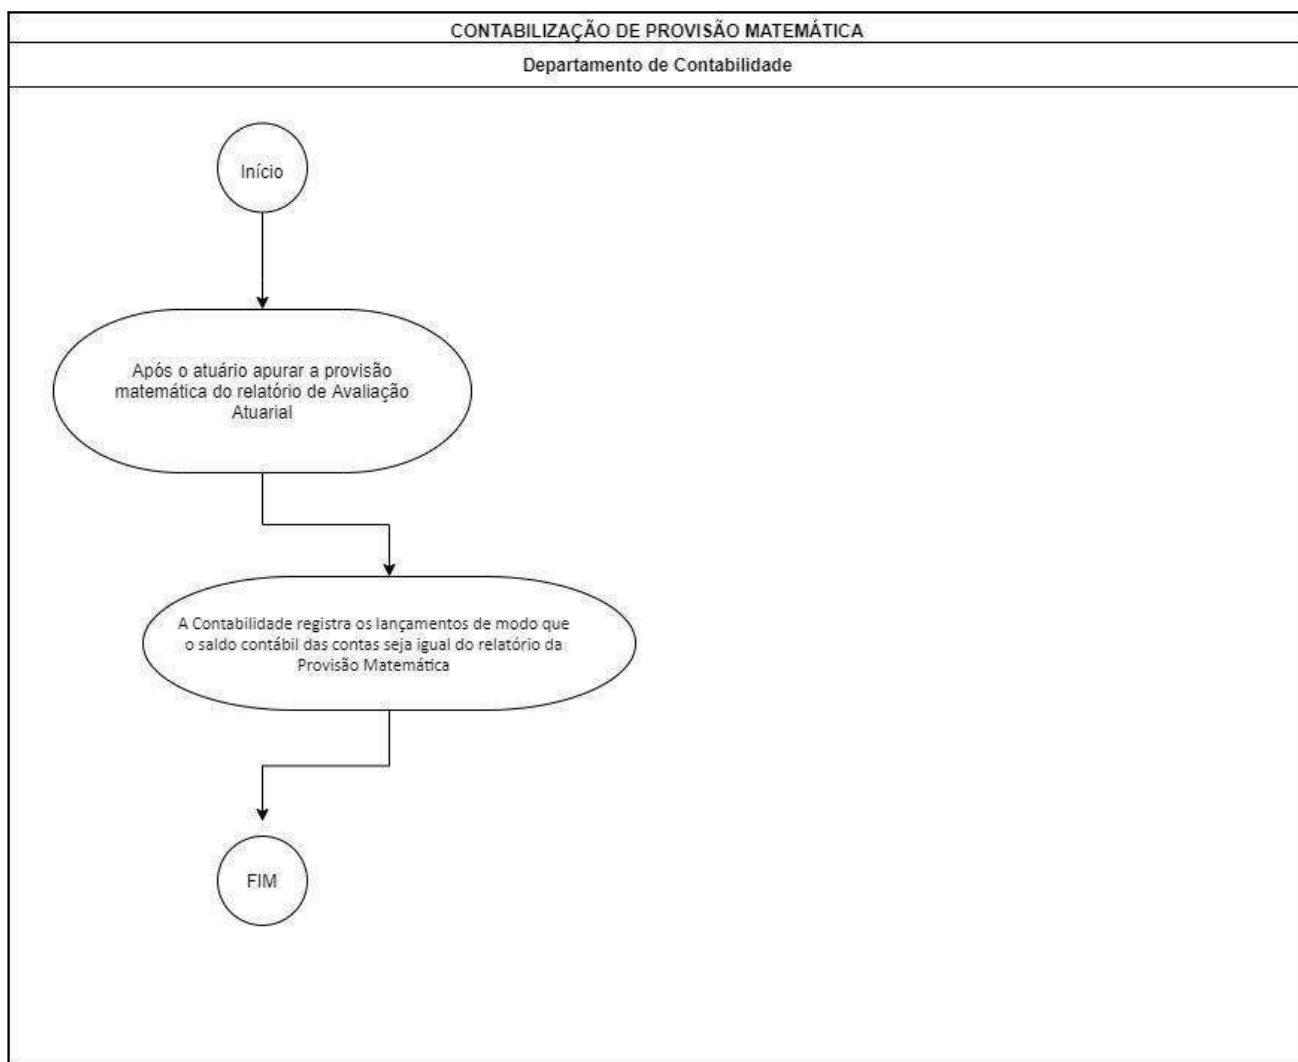 CONTABILIZAÇÃO DE PROVISÃO MATEMÁTICA
Departamento de Contabilidade
Início
Após o atuário apurar a provisão
matemática do relatório de Avaliação
Atuarial
A Contabilidade registra os lançamentos de modo que
o saldo contábil das contas seja igual do relatório da
Provisão Matemática
FIM